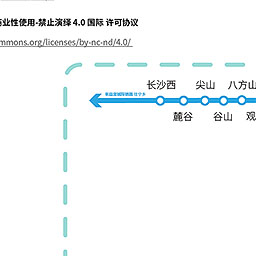 商业性使用-禁止演绎 4.0 国际 许可协议
mmons.org/licenses/by-nc-nd/4.0/
长沙西 尖山 八方山
麓谷 谷山 观